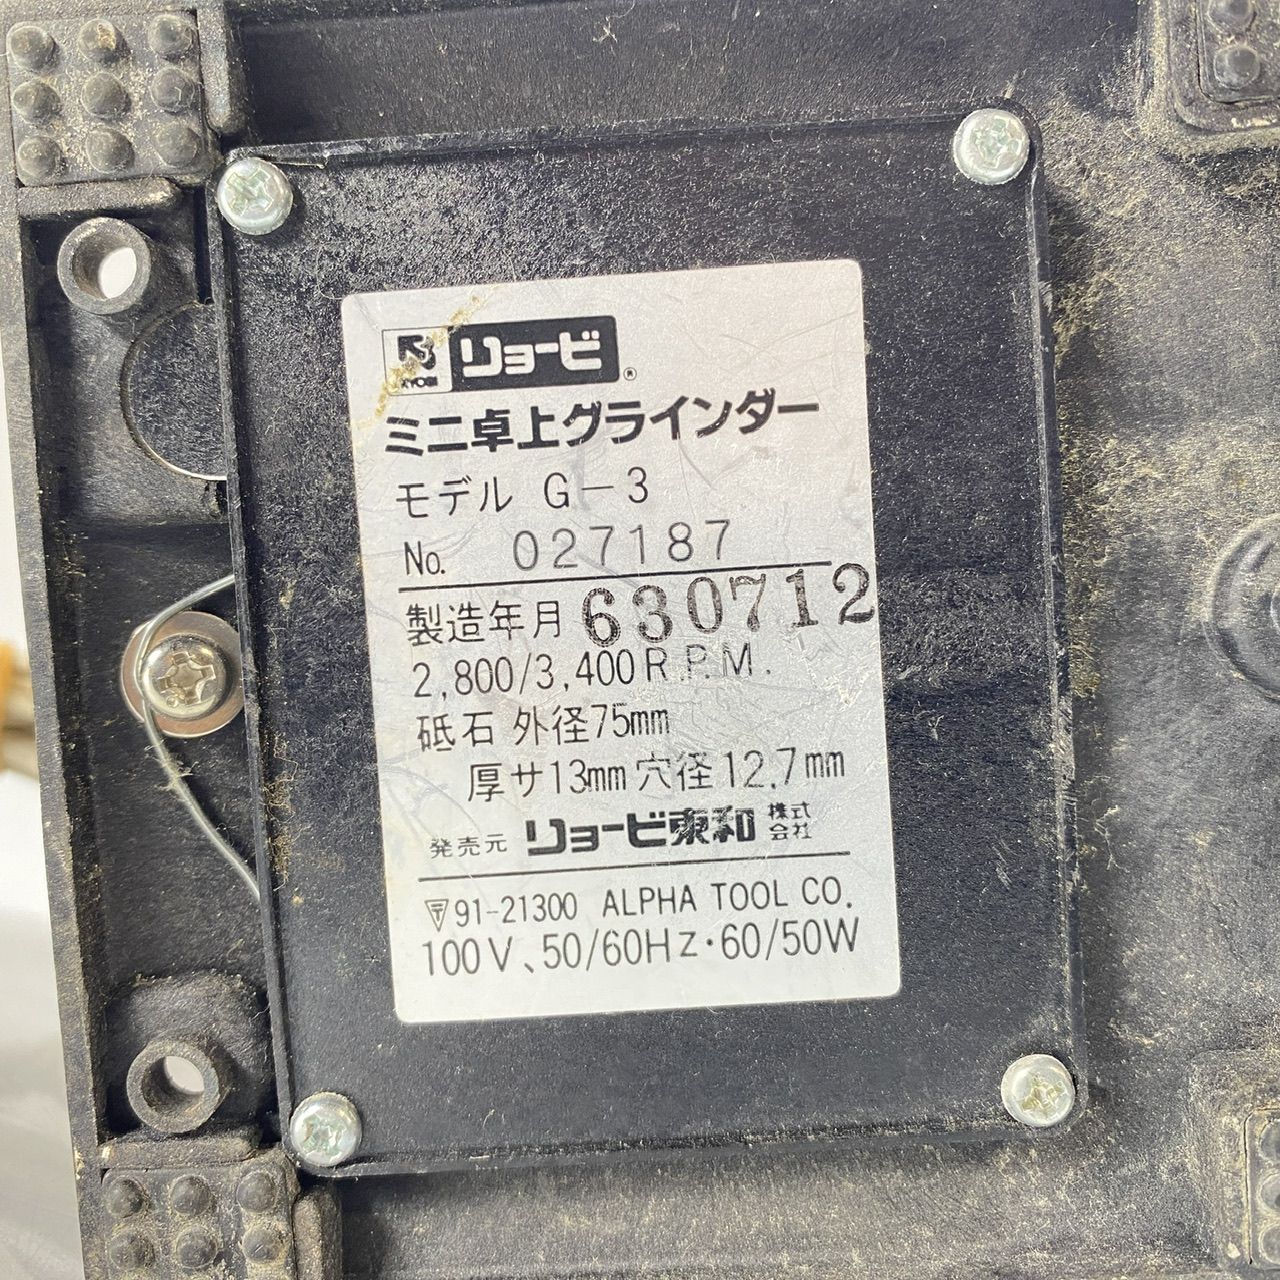 RYOBI リョービ®
ミニ卓上グラインダー
モデル G-3
No. 027187
製造年月 630712
2,800/3,400R.P.M.
砥石 外径75mm
厚サ13mm 穴径12.7mm
発売元 リョービ東和 株式会社
〒91-21300 ALPHA TOOL CO.
100V、50/60Hz・60/50W